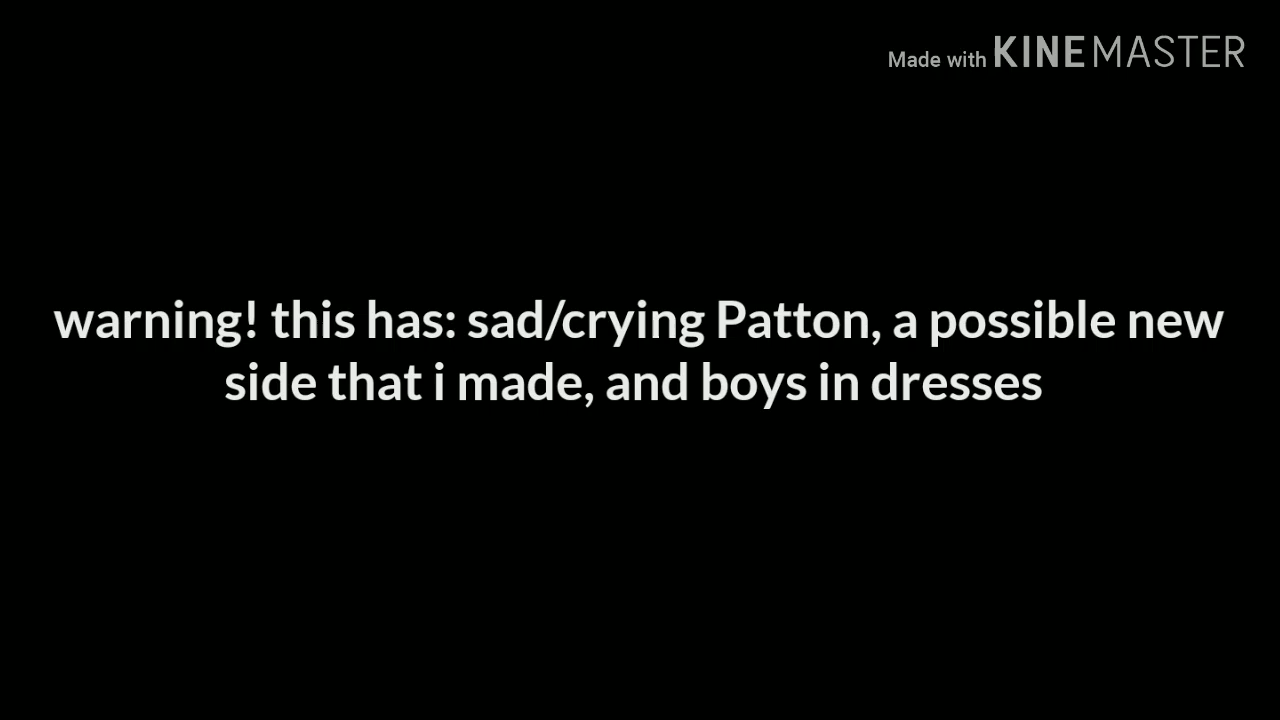 Made with KINEMASTER
warning! this has: sad/crying Patton, a possible new
side that i made, and boys in dresses